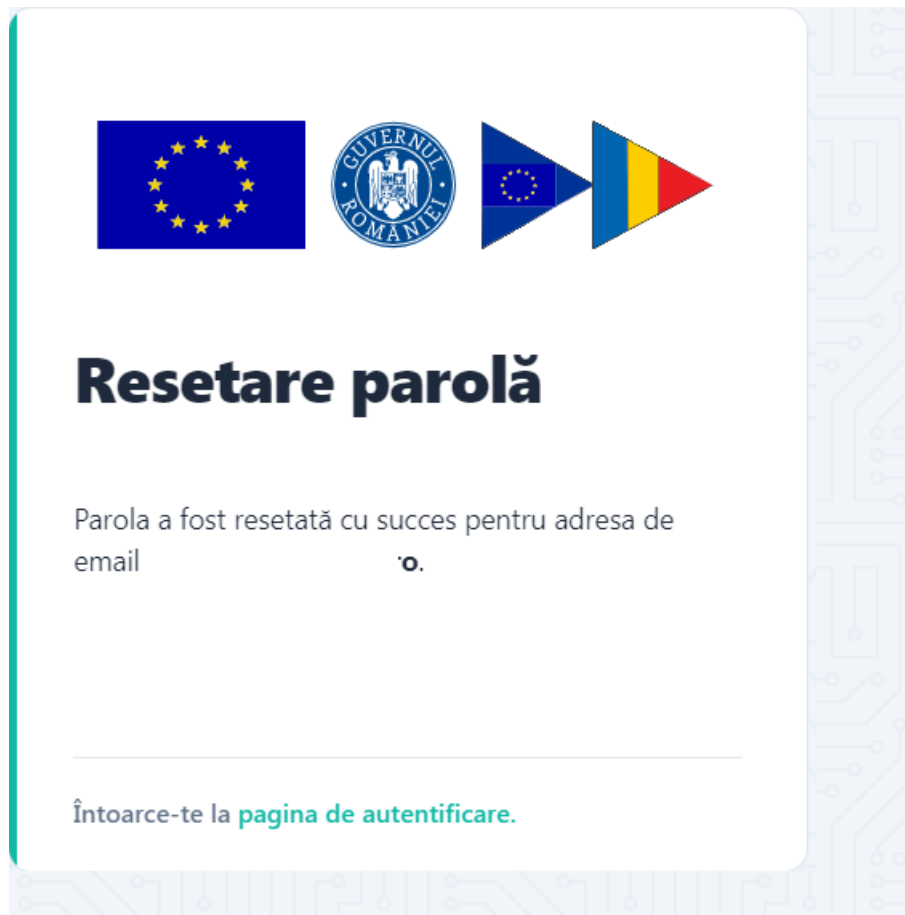 GUVERNUL ROMÂNIEI
Resetare parolă
Parola a fost resetată cu succes pentru adresa de
email o.
Întoarce-te la pagina de autentificare.